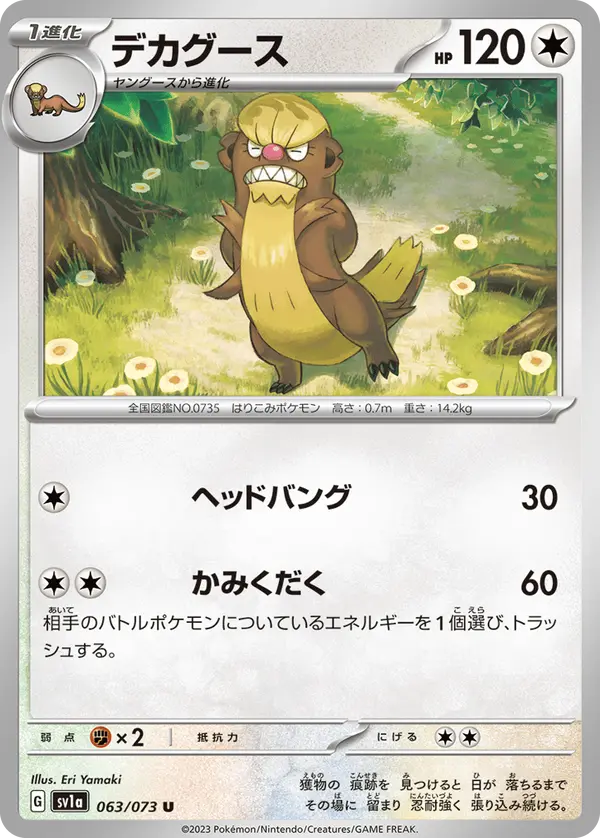 1進化
デカグース
HP 120
ヤングースから進化
全国図鑑NO.0735 はりこみポケモン 高さ:0.7m 重さ:14.2kg
ヘッドバング 30
かみくだく 60
相手のバトルポケモンについているエネルギーを1個選び、トラッ
シュする。
弱点 ×2 抵抗力 にげる
Illus. Eri Yamaki
G sv1a 063/073 U
獲物の 痕跡を 見つけると 日が 落ちるまで
その場に 留まり 忍耐強く 張り込み続ける。
©2023 Pokémon/Nintendo/Creatures/GAME FREAK.